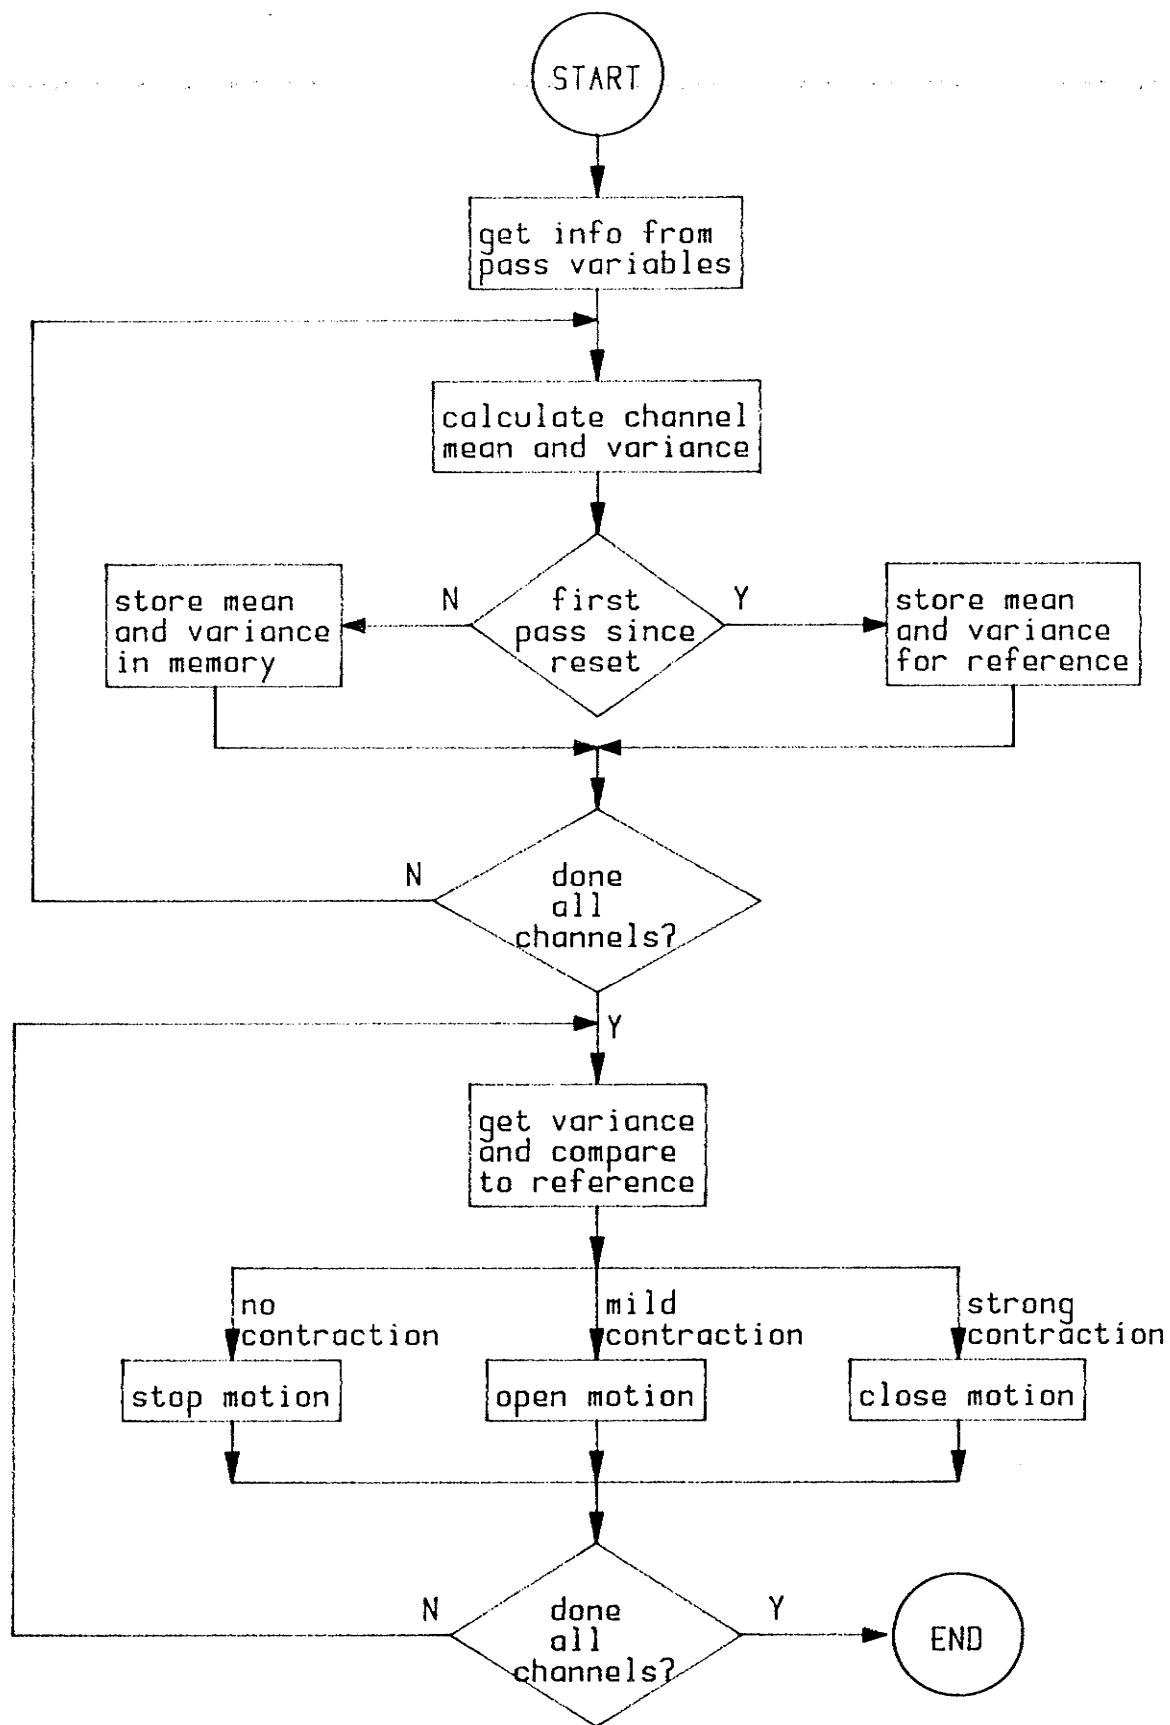 START
get info from
pass variables
calculate channel
mean and variance
N
first
pass since
reset
Y
store mean
and variance
in memory
store mean
and variance
for reference
N
done
all
channels?
Y
get variance
and compare
to reference
no
contraction
mild
contraction
strong
contraction
stop motion
open motion
close motion
N
done
all
channels?
Y
END